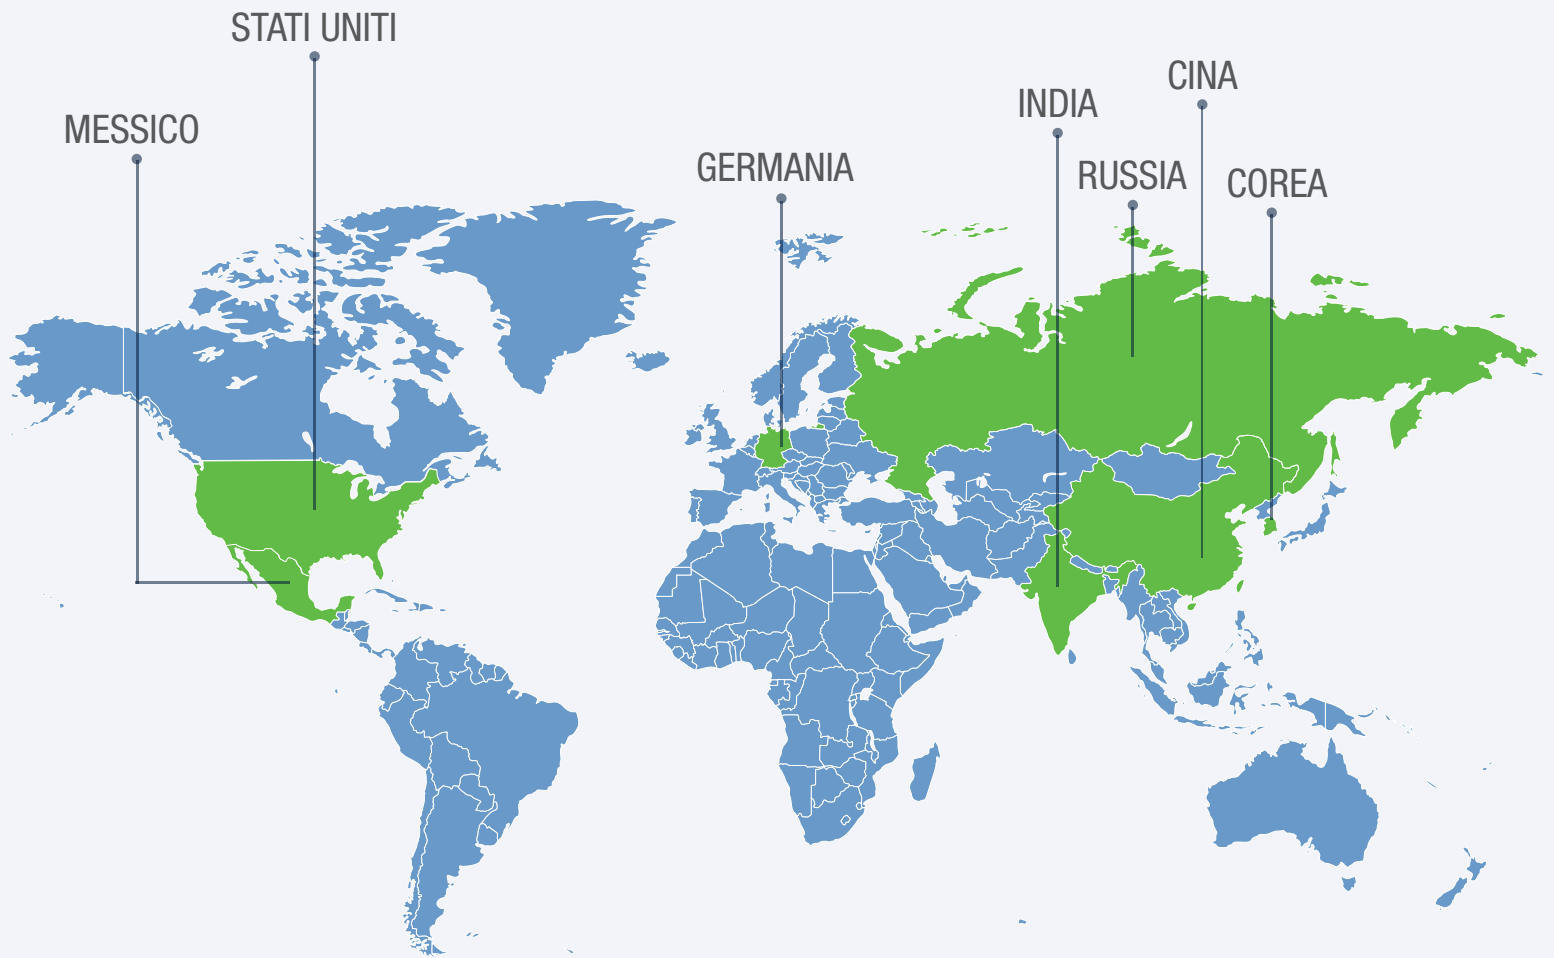 STATI UNITI
MESSICO
GERMANIA
INDIA
CINA
RUSSIA
COREA